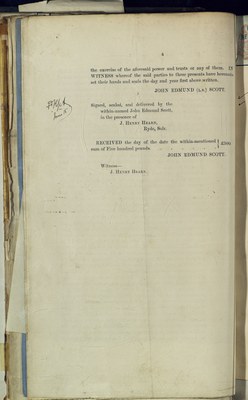 4
the exercise of the aforesaid power and trusts or any of them.
WITNESS whereof the said parties to these presents have hereunto
set their hands and seals the day and year first above written.
JOHN EDMUND (L.S.) SCOTT.
Signed, sealed, and delivered by the
within-named John Edmund Scott,
in the presence of
J. HENRY HEARN,
Ryde, Solr.
RECEIVED the day of the date the within-mentioned
sum of Five hundred pounds £500.
JOHN EDMUND SCOTT.
Witness—
J. HENRY HEARN.